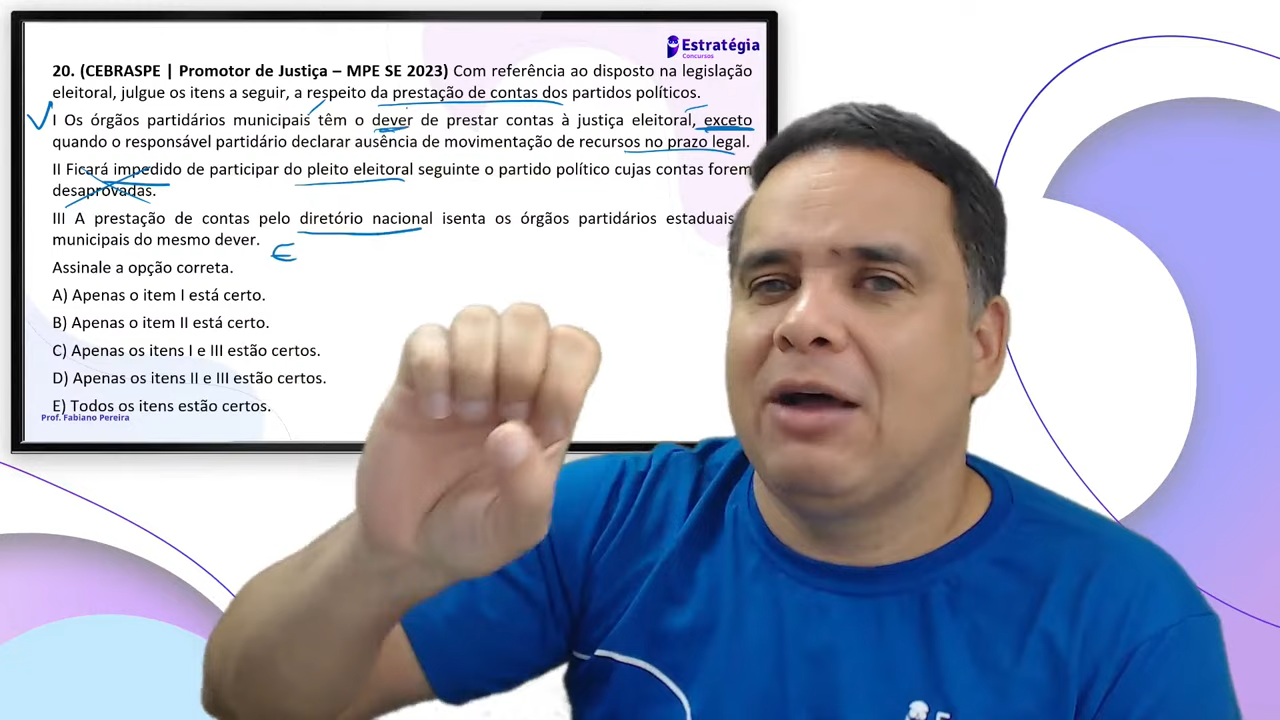 Estratégia
Concursos
20. (CEBRASPE | Promotor de Justiça – MPE SE 2023) Com referência ao disposto na legislação
eleitoral, julgue os itens a seguir, a respeito da prestação de contas dos partidos políticos.
I Os órgãos partidários municipais têm o dever de prestar contas à justiça eleitoral, exceto
quando o responsável partidário declarar ausência de movimentação de recursos no prazo legal.
II Ficará impedido de participar do pleito eleitoral seguinte o partido político cujas contas forem
desaprovadas.
III A prestação de contas pelo diretório nacional isenta os órgãos partidários estaduais
municipais do mesmo dever.
E
Assinale a opção correta.
A) Apenas o item I está certo.
B) Apenas o item II está certo.
C) Apenas os itens I e III estão certos.
D) Apenas os itens II e III estão certos.
E) Todos os itens estão certos.
Prof. Fabiano Pereira